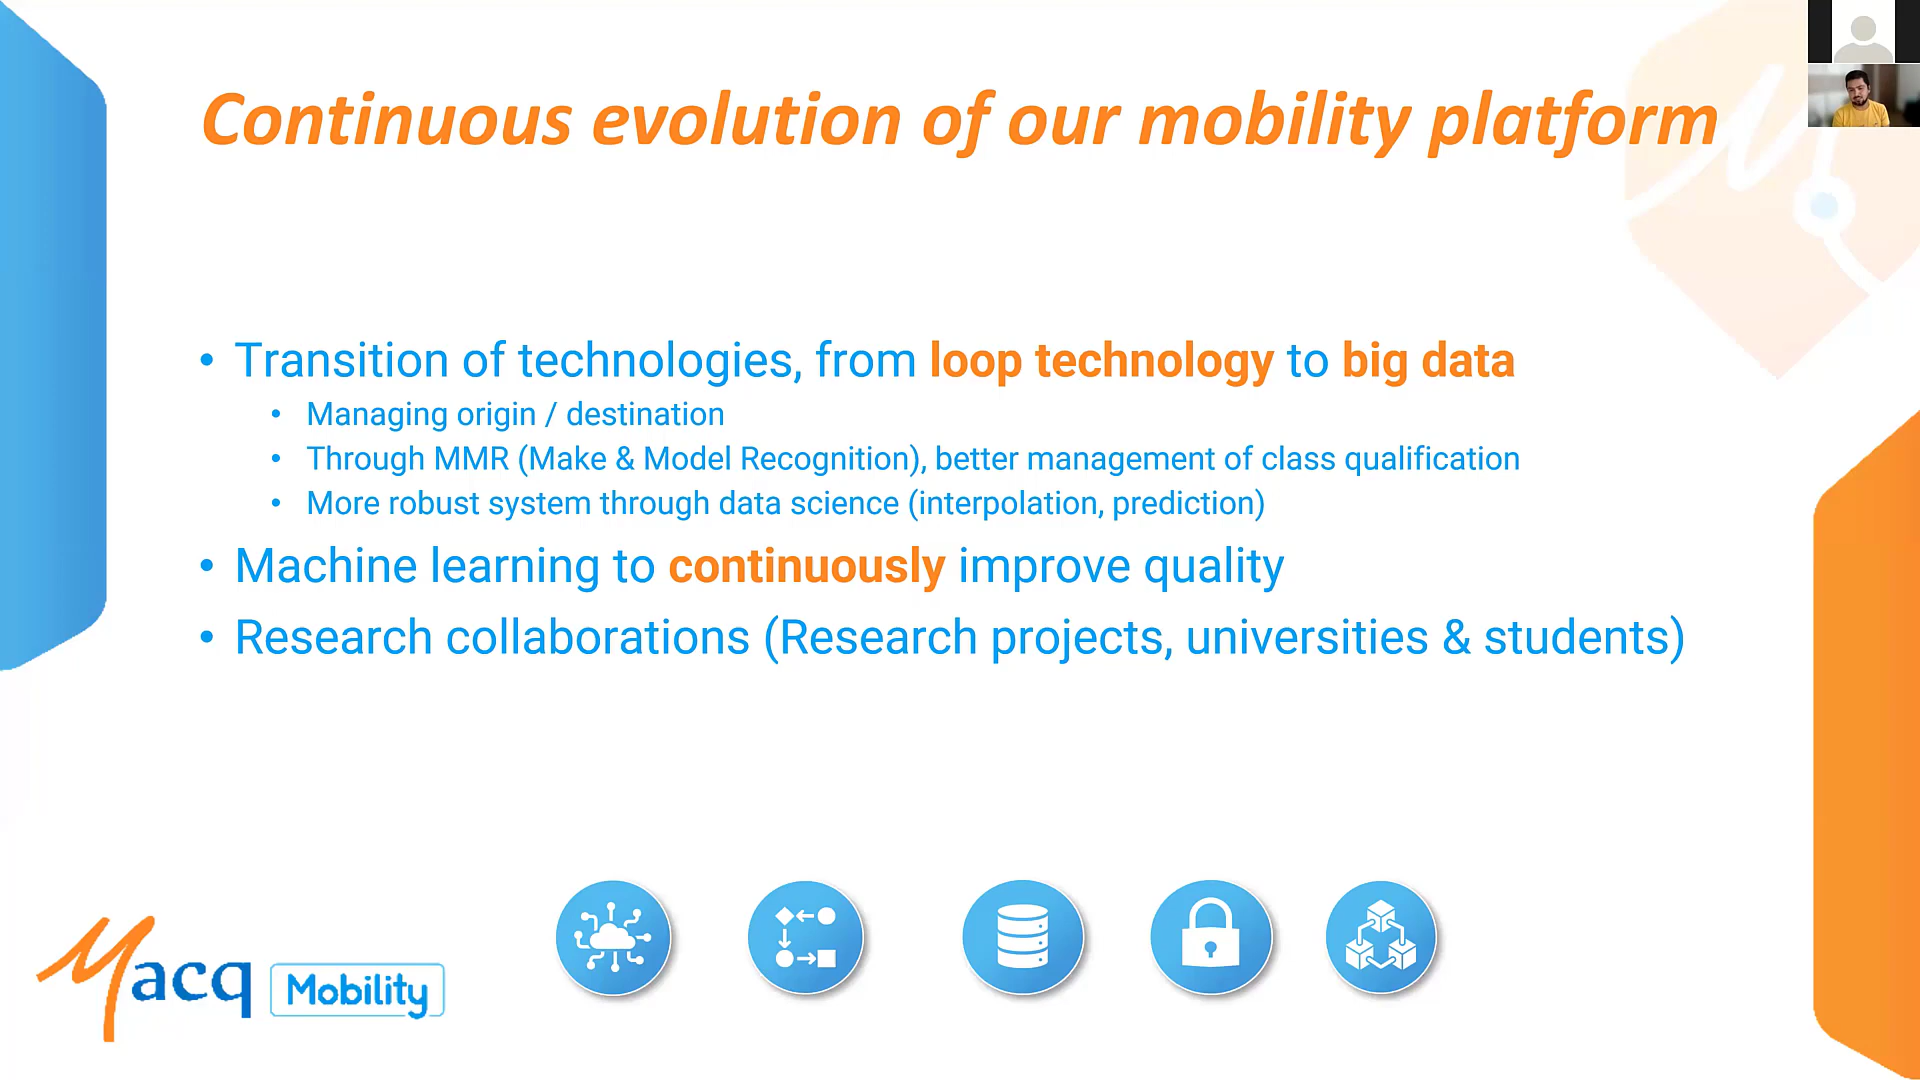 Continuous evolution of our mobility platform
• Transition of technologies, from loop technology to big data
• Managing origin / destination
• Through MMR (Make & Model Recognition), better management of class qualification
• More robust system through data science (interpolation, prediction)
• Machine learning to continuously improve quality
• Research collaborations (Research projects, universities & students)
Macq Mobility